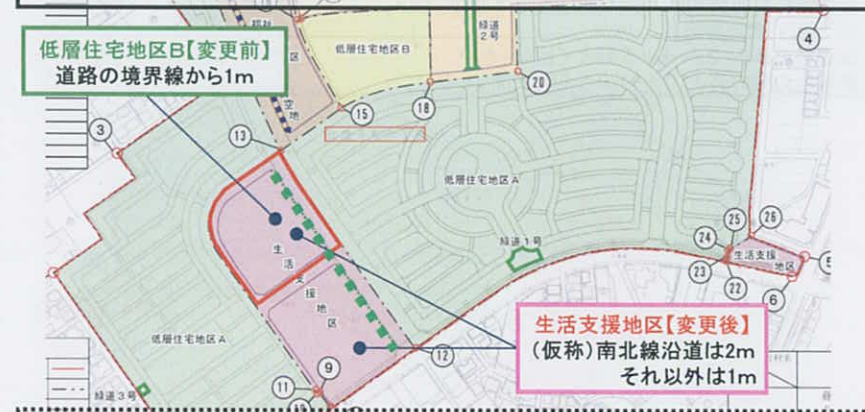 低層住宅地区B【変更前】
道路の境界線から1m
区
空地
低層住宅地区B
緑道
2号
4
20
18
15
13
3
低層住宅地区A
生活支援地区
緑道1号
26
25
24
生活支援
地区
23
22
5
6
生活支援地区【変更後】
(仮称)南北線沿道は2m
それ以外は1m
低層住宅地区A
12
9
11
緑道3号